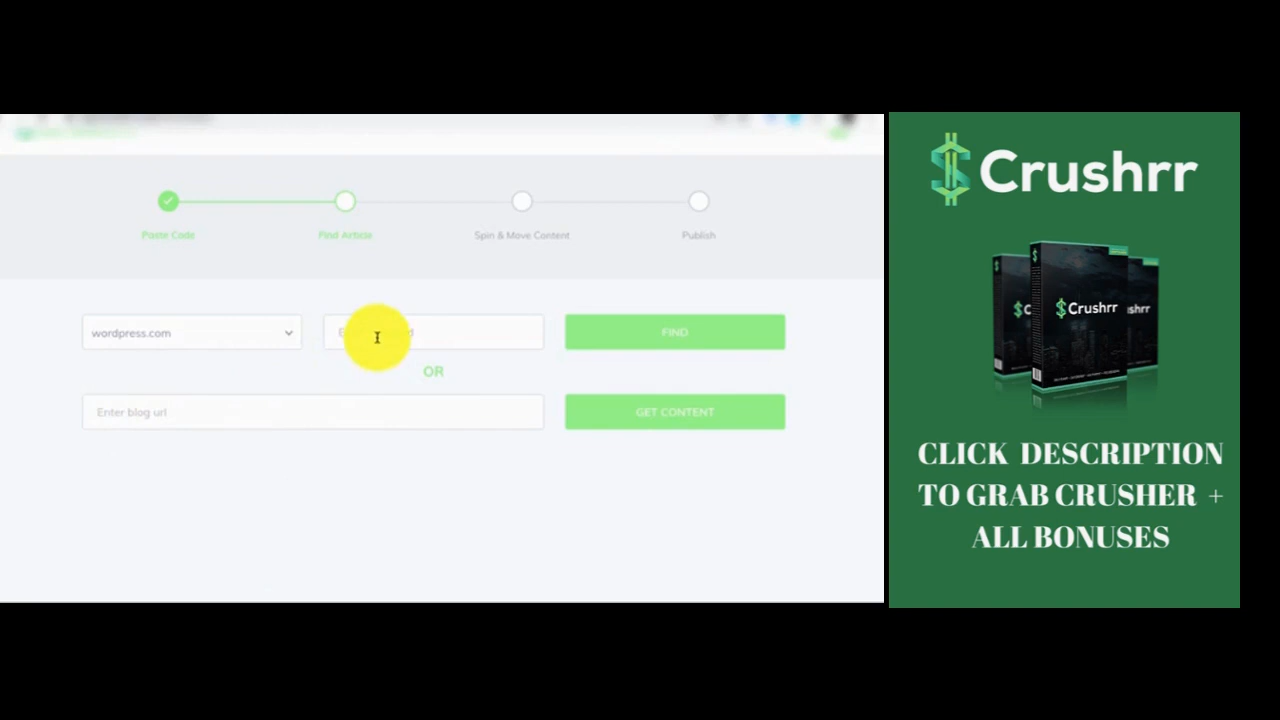 Paste Code
Find Article
Spin & Move Content
Publish
wordpress.com
FIND
OR
Enter blog url
GET CONTENT
Crushrr
Crushrr
CLICK DESCRIPTION
TO GRAB CRUSHER +
ALL BONUSES